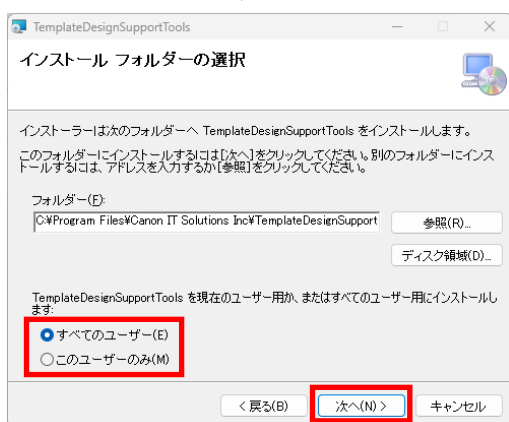 TemplateDesignSupportTools
インストール フォルダーの選択
インストーラーは次のフォルダーへ TemplateDesignSupportTools をインストールします。
このフォルダーにインストールするには[次へ]をクリックしてください。別のフォルダーにインス
トールするには、アドレスを入力するか[参照]をクリックしてください。
フォルダー(F):
C:¥Program Files¥Canon IT Solutions Inc¥TemplateDesignSupport
参照(R)...
ディスク領域(D)...
TemplateDesignSupportTools を現在のユーザー用か、またはすべてのユーザー用にインストールし
ます:
すべてのユーザー(E)
このユーザーのみ(M)
< 戻る(B)
次へ(N) >
キャンセル